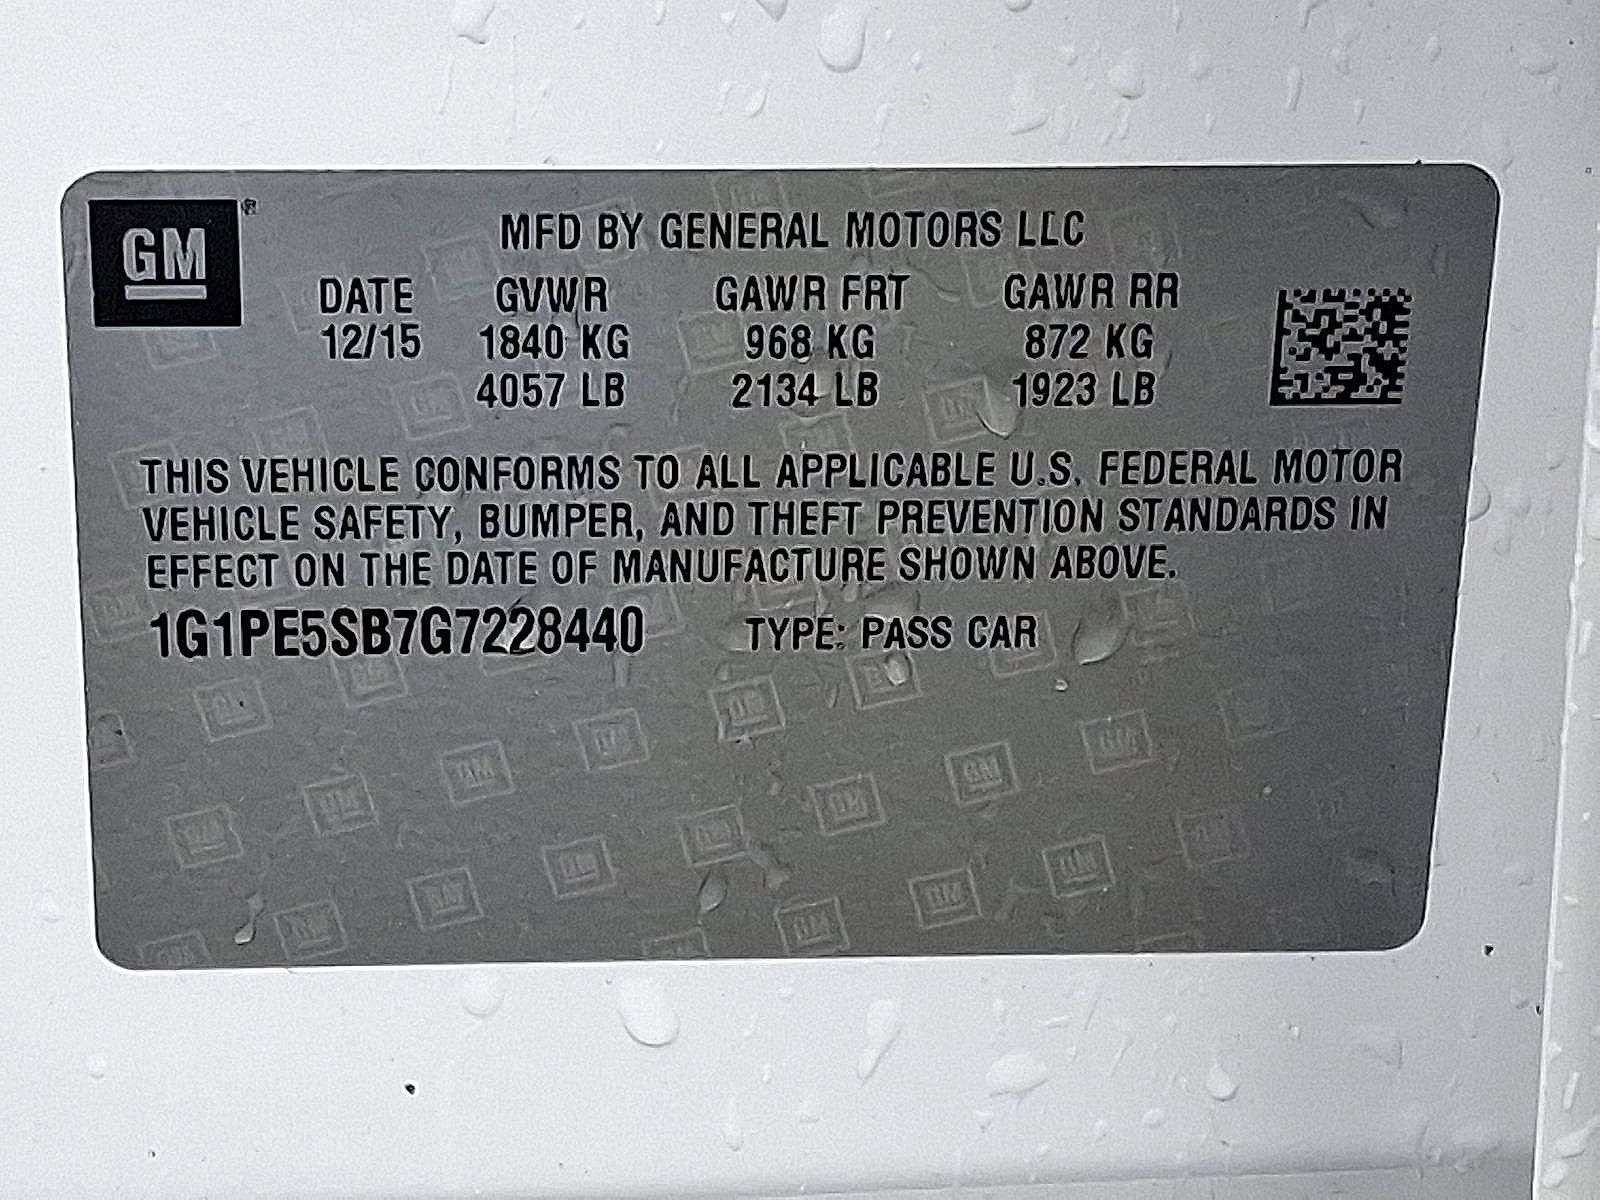 GM®
MFD BY GENERAL MOTORS LLC
DATE GVWR GAWR FRT GAWR RR
12/15 1840 KG 968 KG 872 KG
4057 LB 2134 LB 1923 LB
THIS VEHICLE CONFORMS TO ALL APPLICABLE U.S. FEDERAL MOTOR
VEHICLE SAFETY, BUMPER, AND THEFT PREVENTION STANDARDS IN
EFFECT ON THE DATE OF MANUFACTURE SHOWN ABOVE.
1G1PE5SB7G7228440 TYPE: PASS CAR